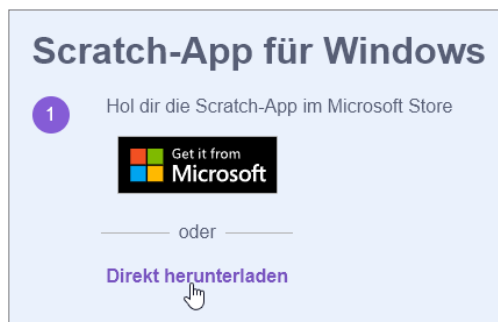 Scratch-App für Windows
1
Hol dir die Scratch-App im Microsoft Store
Get it from
Microsoft
oder
Direkt herunterladen